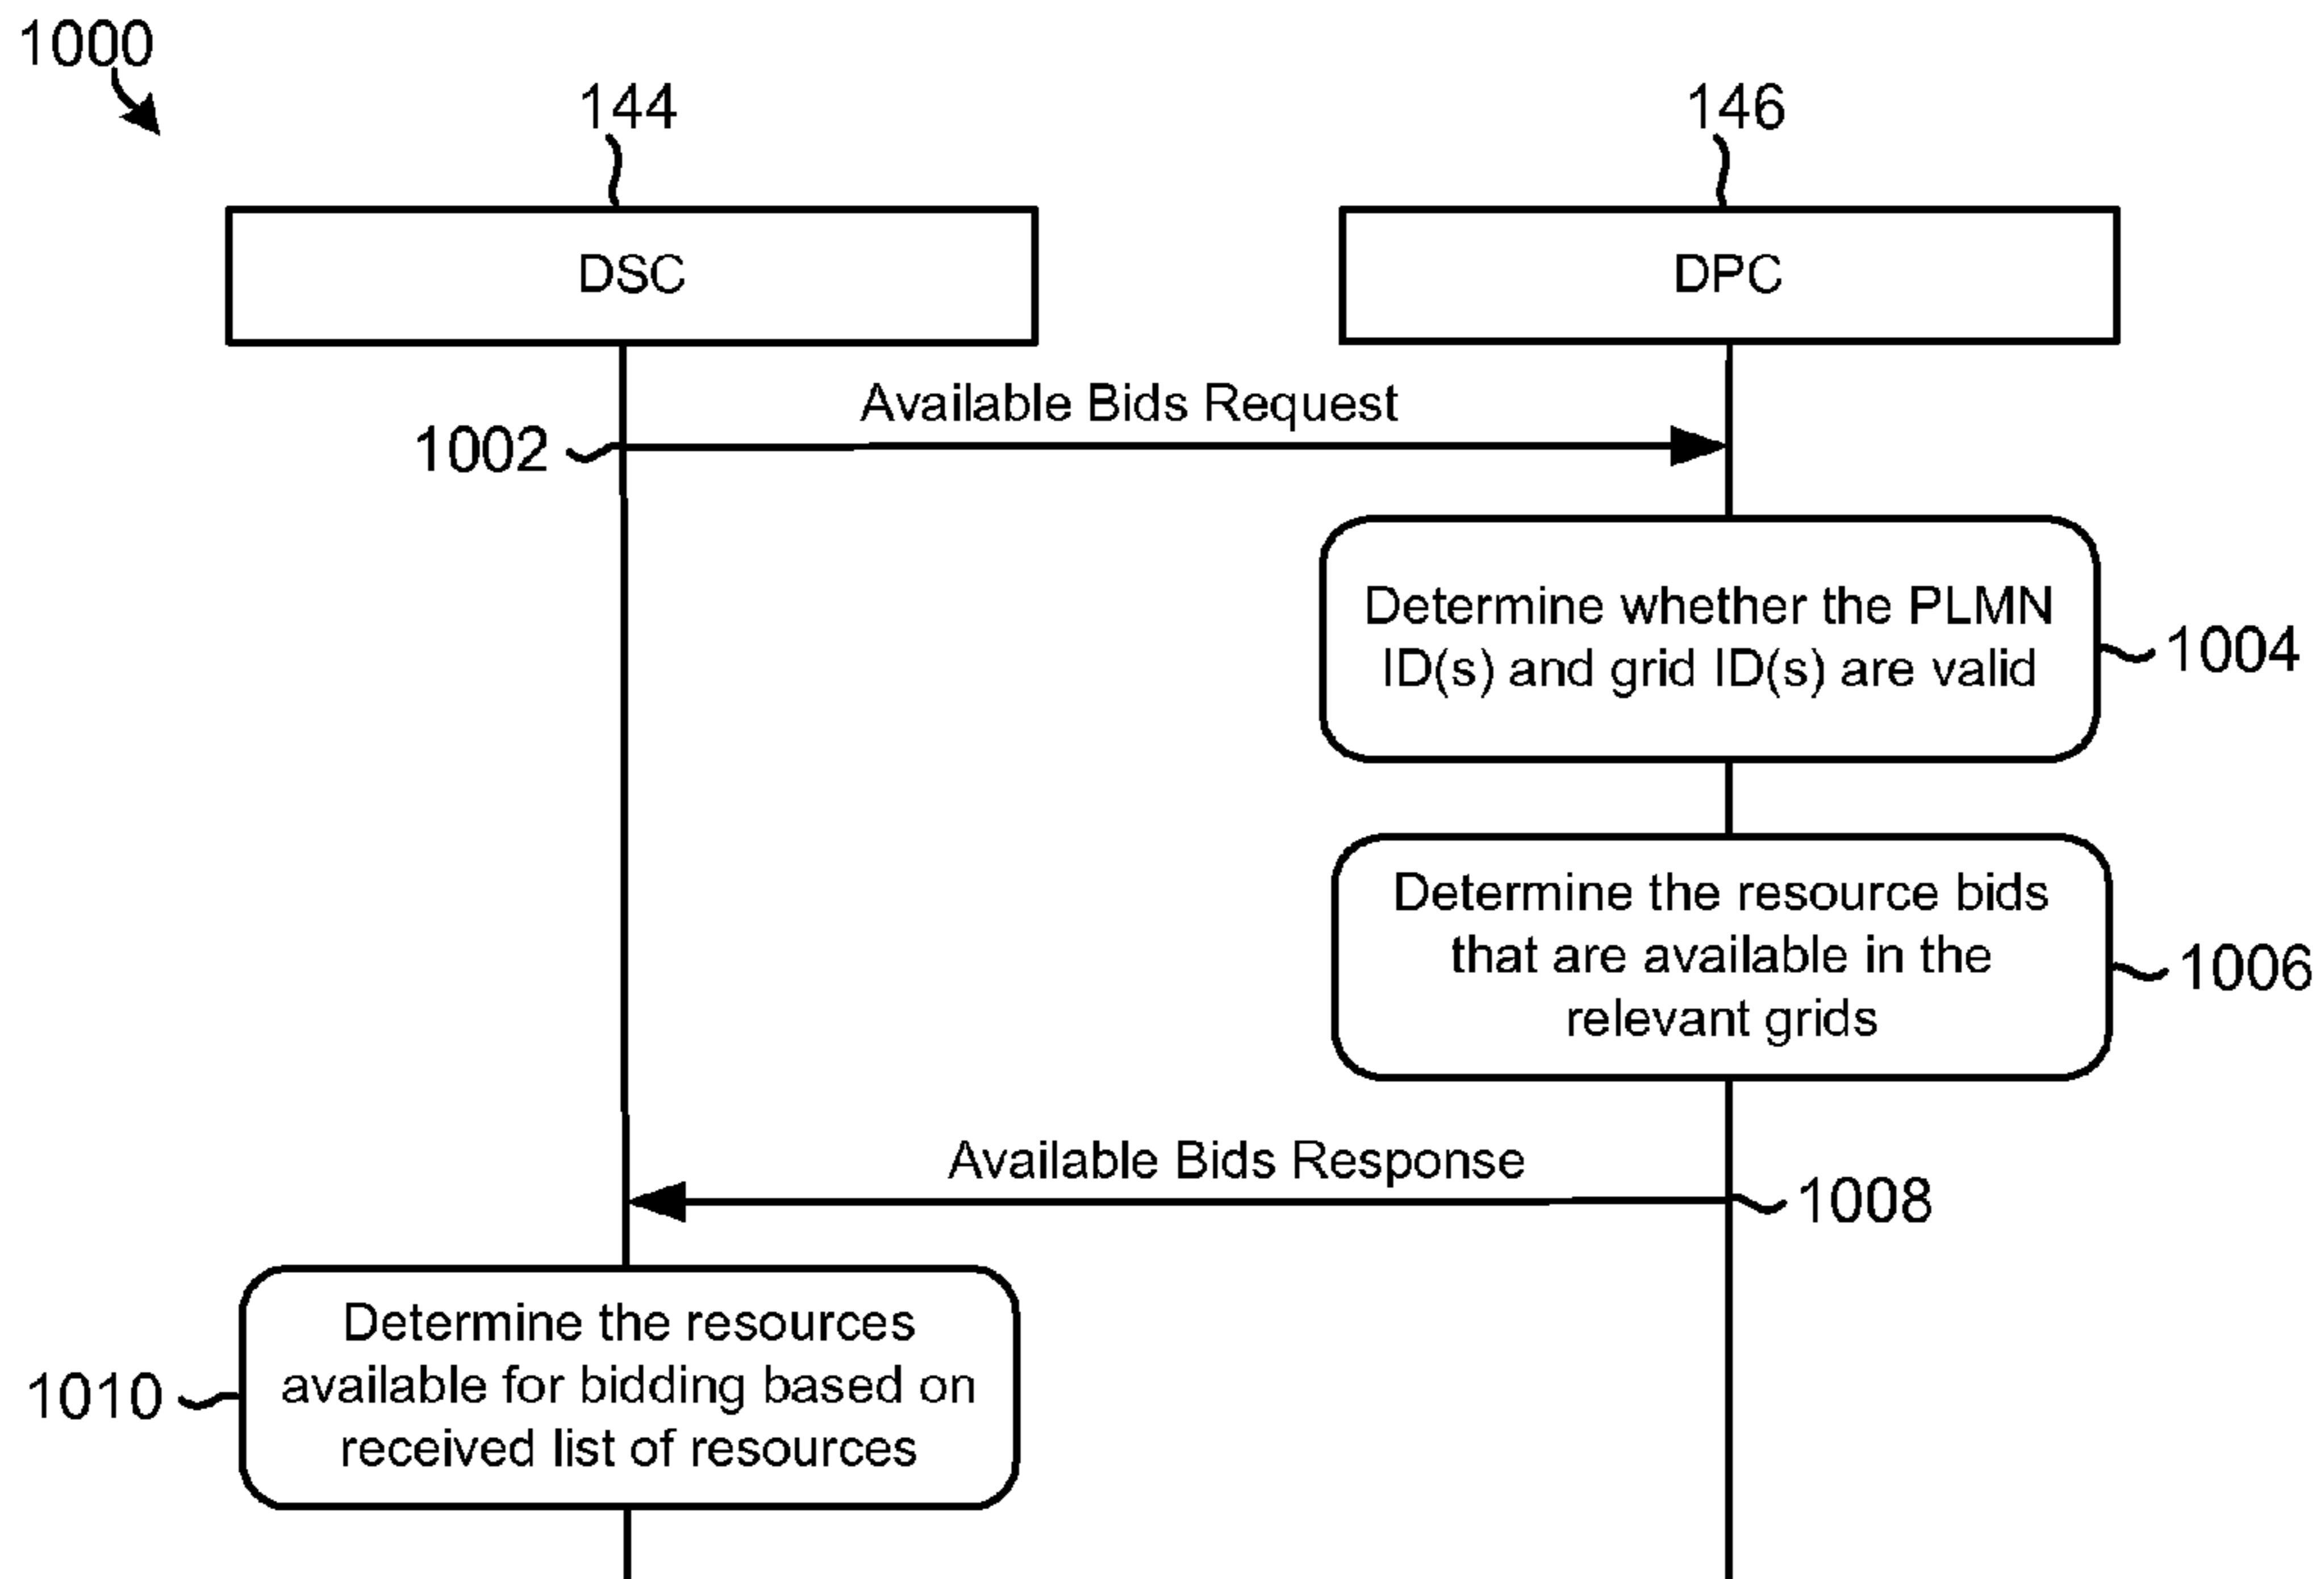 1000
144
146
DSC
DPC
Available Bids Request
1002
Determine whether the PLMN
ID(s) and grid ID(s) are valid
1004
Determine the resource bids
that are available in the
relevant grids
1006
Available Bids Response
1008
Determine the resources
available for bidding based on
received list of resources
1010